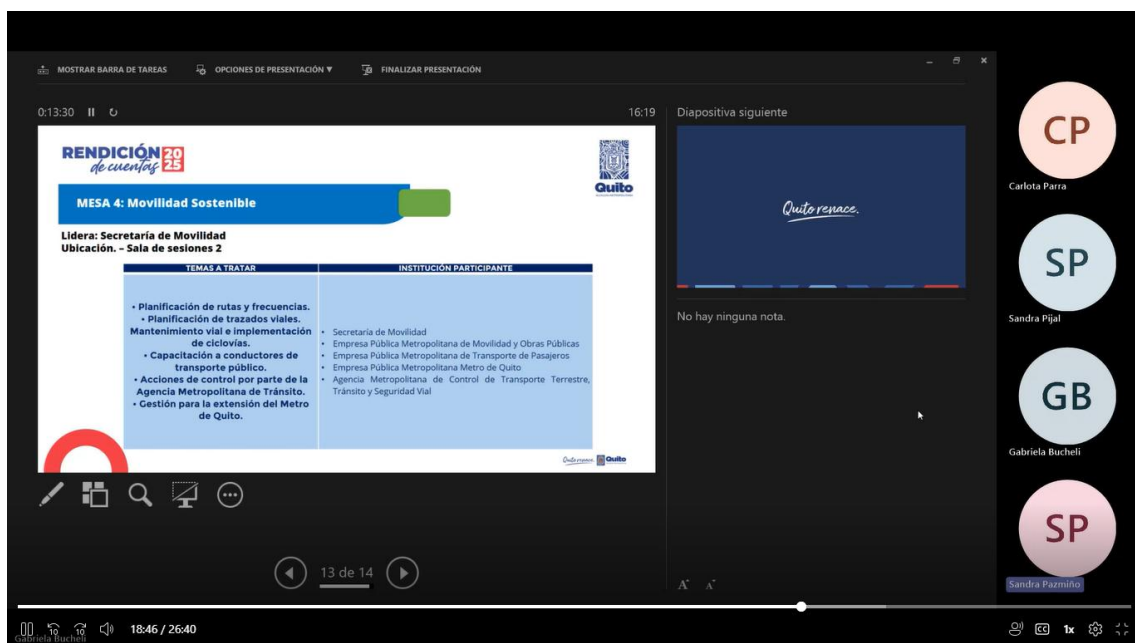 MOSTRAR BARRA DE TAREAS
OPCIONES DE PRESENTACIÓN ▼
FINALIZAR PRESENTACIÓN
0:13:30
16:19
Diapositiva siguiente
RENDICIÓN 20
de cuentas 25
Quito
MESA 4: Movilidad Sostenible
Lidera: Secretaría de Movilidad
Ubicación. – Sala de sesiones 2
TEMAS A TRATAR
INSTITUCIÓN PARTICIPANTE
• Planificación de rutas y frecuencias.
• Planificación de trazados viales.
Mantenimiento vial e implementación
de ciclovías.
• Capacitación a conductores de
transporte público.
• Acciones de control por parte de la
Agencia Metropolitana de Tránsito.
• Gestión para la extensión del Metro
de Quito.
• Secretaría de Movilidad
• Empresa Pública Metropolitana de Movilidad y Obras Públicas
• Empresa Pública Metropolitana de Transporte de Pasajeros
• Empresa Pública Metropolitana Metro de Quito
• Agencia Metropolitana de Control de Transporte Terrestre,
Tránsito y Seguridad Vial
Quito renace. Quito
Quito renace.
No hay ninguna nota.
13 de 14
A A
CP
Carlota Parra
SP
Sandra Pijal
GB
Gabriela Bucheli
SP
Sandra Pazmiño
10 10 18:46 / 26:40
CC 1x
Gabriela Bucheli